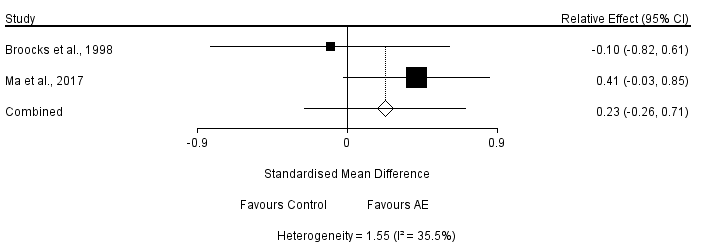 Study Relative Effect (95% CI)
Broocks et al., 1998 -0.10 (-0.82, 0.61)
Ma et al., 2017 0.41 (-0.03, 0.85)
Combined 0.23 (-0.26, 0.71)
-0.9 0 0.9
Standardised Mean Difference
Favours Control Favours AE
Heterogeneity = 1.55 (I² = 35.5%)